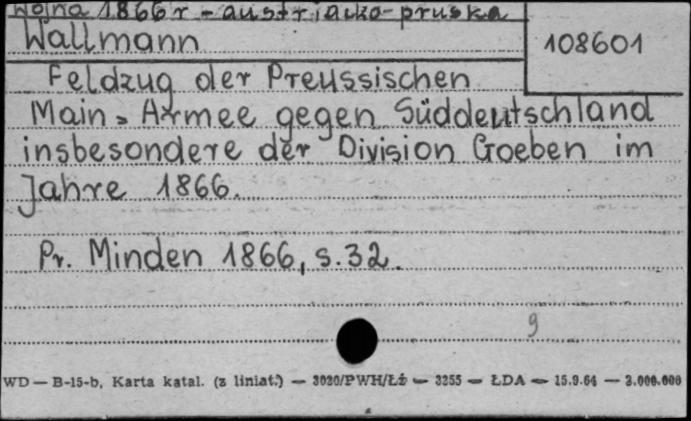 Wojna 1866 r - austriacko-pruska
Wallmann
108601
Feldzug der Preussischen
Main=Armee gegen Süddeutschland
insbesondere der Division Goeben im
Jahre 1866.
Pr. Minden 1866, s. 32.
9
WD — B-15-b, Karta katal. (z liniat.) — 3020/PWH/Łź — 3255 — ŁDA — 15.9.64 — 3.000.000